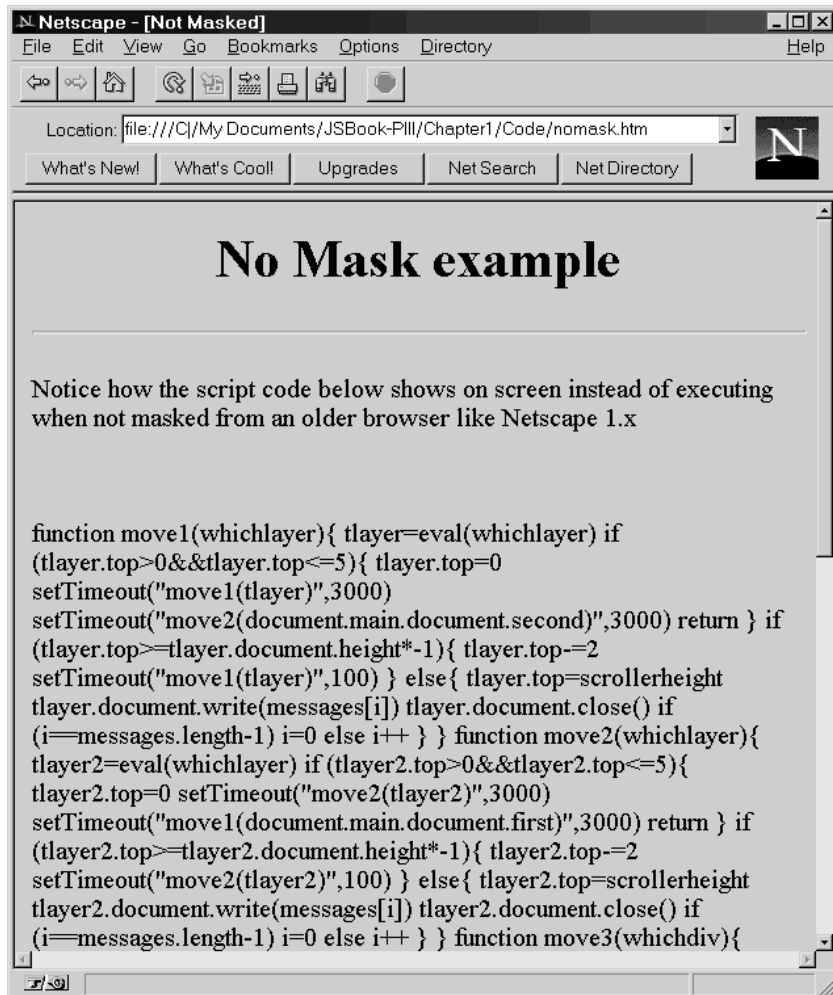 Netscape - [Not Masked]
File Edit View Go Bookmarks Options Directory Help
Location: file:///C|/My Documents/JSBook-PIII/Chapter1/Code/nomask.htm
N
What's New! What's Cool! Upgrades Net Search Net Directory
No Mask example
Notice how the script code below shows on screen instead of executing
when not masked from an older browser like Netscape 1.x
function move1(whichlayer){ tlayer=eval(whichlayer) if
(tlayer.top>0&&tlayer.top<=5){ tlayer.top=0
setTimeout("move1(tlayer)",3000)
setTimeout("move2(document.main.document.second)",3000) return } if
(tlayer.top>=tlayer.document.height*-1){ tlayer.top-=2
setTimeout("move1(tlayer)",100) } else{ tlayer.top=scrollerheight
tlayer.document.write(messages[i]) tlayer.document.close() if
(i==messages.length-1) i=0 else i++ } } function move2(whichlayer){
tlayer2=eval(whichlayer) if (tlayer2.top>0&&tlayer2.top<=5){
tlayer2.top=0 setTimeout("move2(tlayer2)",3000)
setTimeout("move1(document.main.document.first)",3000) return } if
(tlayer2.top>=tlayer2.document.height*-1){ tlayer2.top-=2
setTimeout("move2(tlayer2)",100) } else{ tlayer2.top=scrollerheight
tlayer2.document.write(messages[i]) tlayer2.document.close() if
(i==messages.length-1) i=0 else i++ } } function move3(whichdiv){